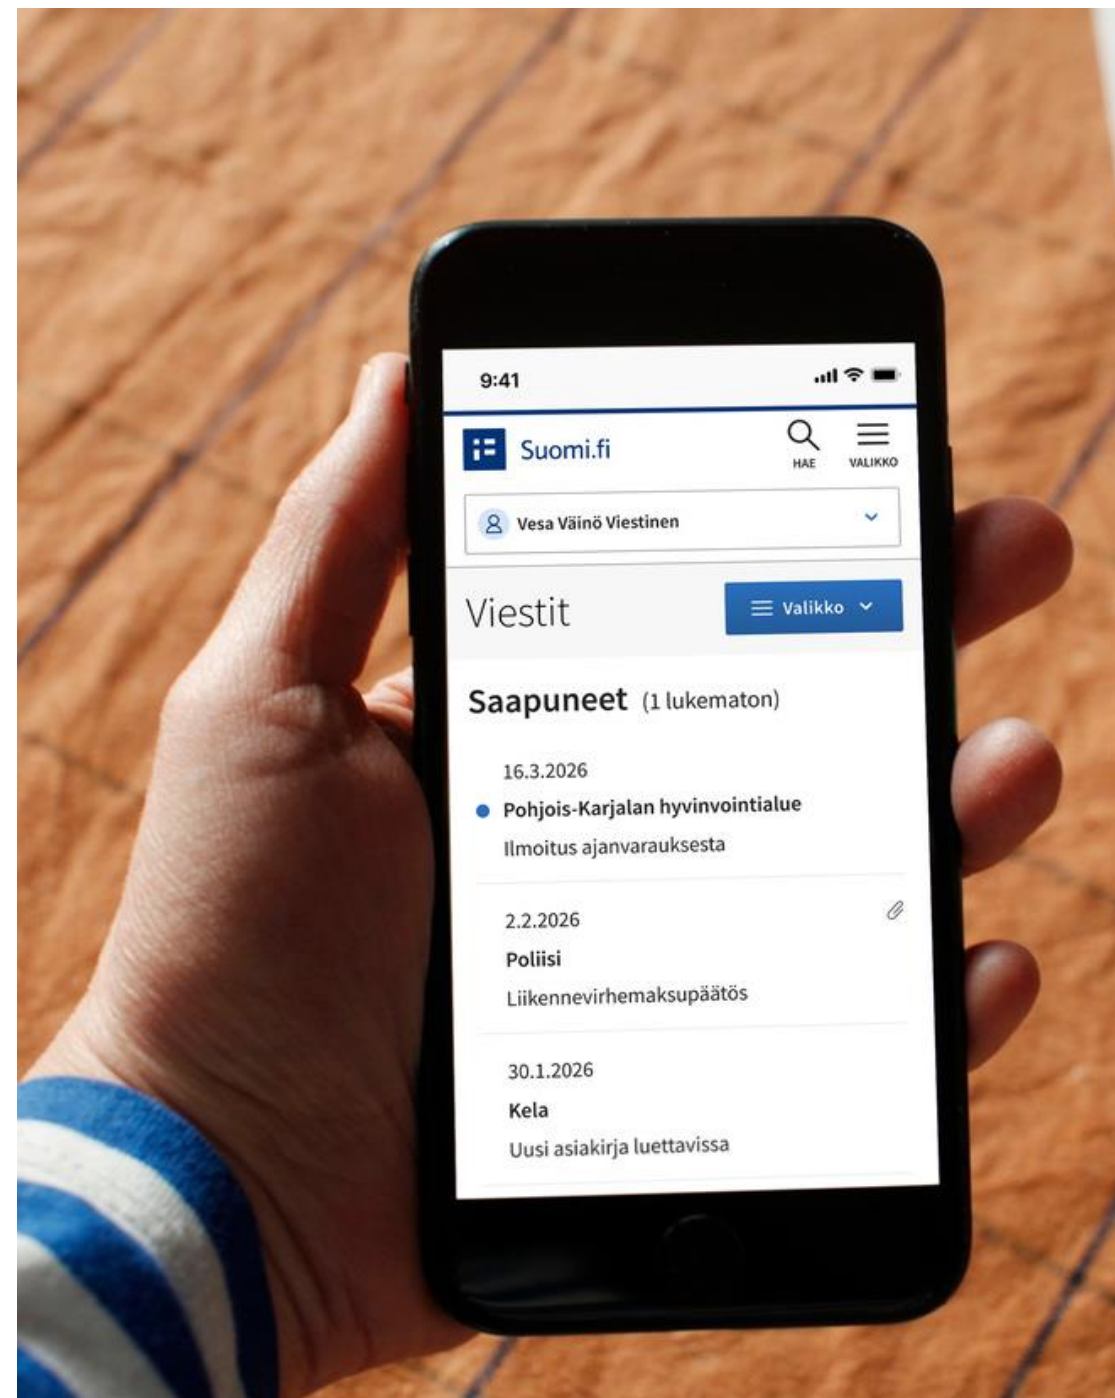 9:41
Suomi.fi
HAE
VALIKKO
Vesa Väinö Viestinen
Viestit
Valikko
Saapuneet (1 lukematon)
16.3.2026
Pohjois-Karjalan hyvinvointialue
Ilmoitus ajanvarauksesta
2.2.2026
Poliisi
Liikennevirhemaksupäätös
30.1.2026
Kela
Uusi asiakirja luettavissa